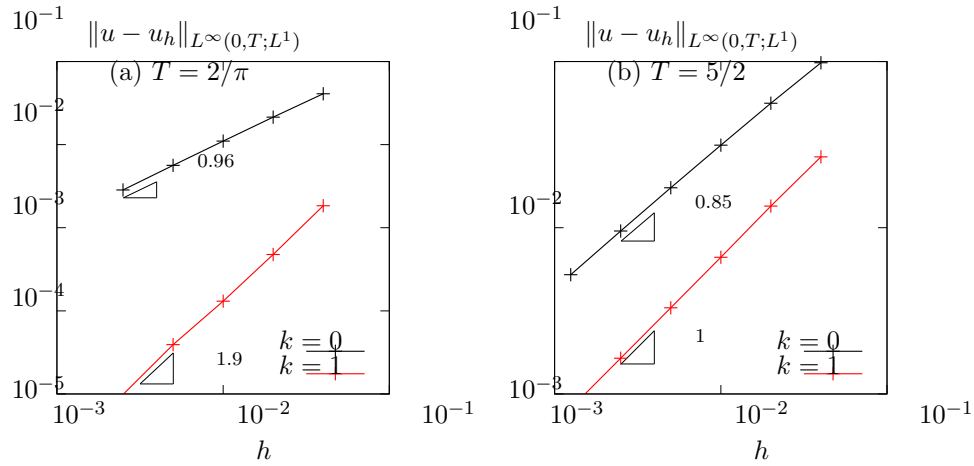 10^{-1}
‖u − u_h‖_{L^∞(0,T;L^1)}
(a) T = 2/π
10^{-2}
0.96
10^{-3}
10^{-4}
k = 0
1.9
k = 1
10^{-5}
10^{-3}
10^{-2}
10^{-1}
h
10^{-1}
‖u − u_h‖_{L^∞(0,T;L^1)}
(b) T = 5/2
10^{-2}
0.85
1
k = 0
k = 1
10^{-3}
10^{-3}
10^{-2}
10^{-1}
h